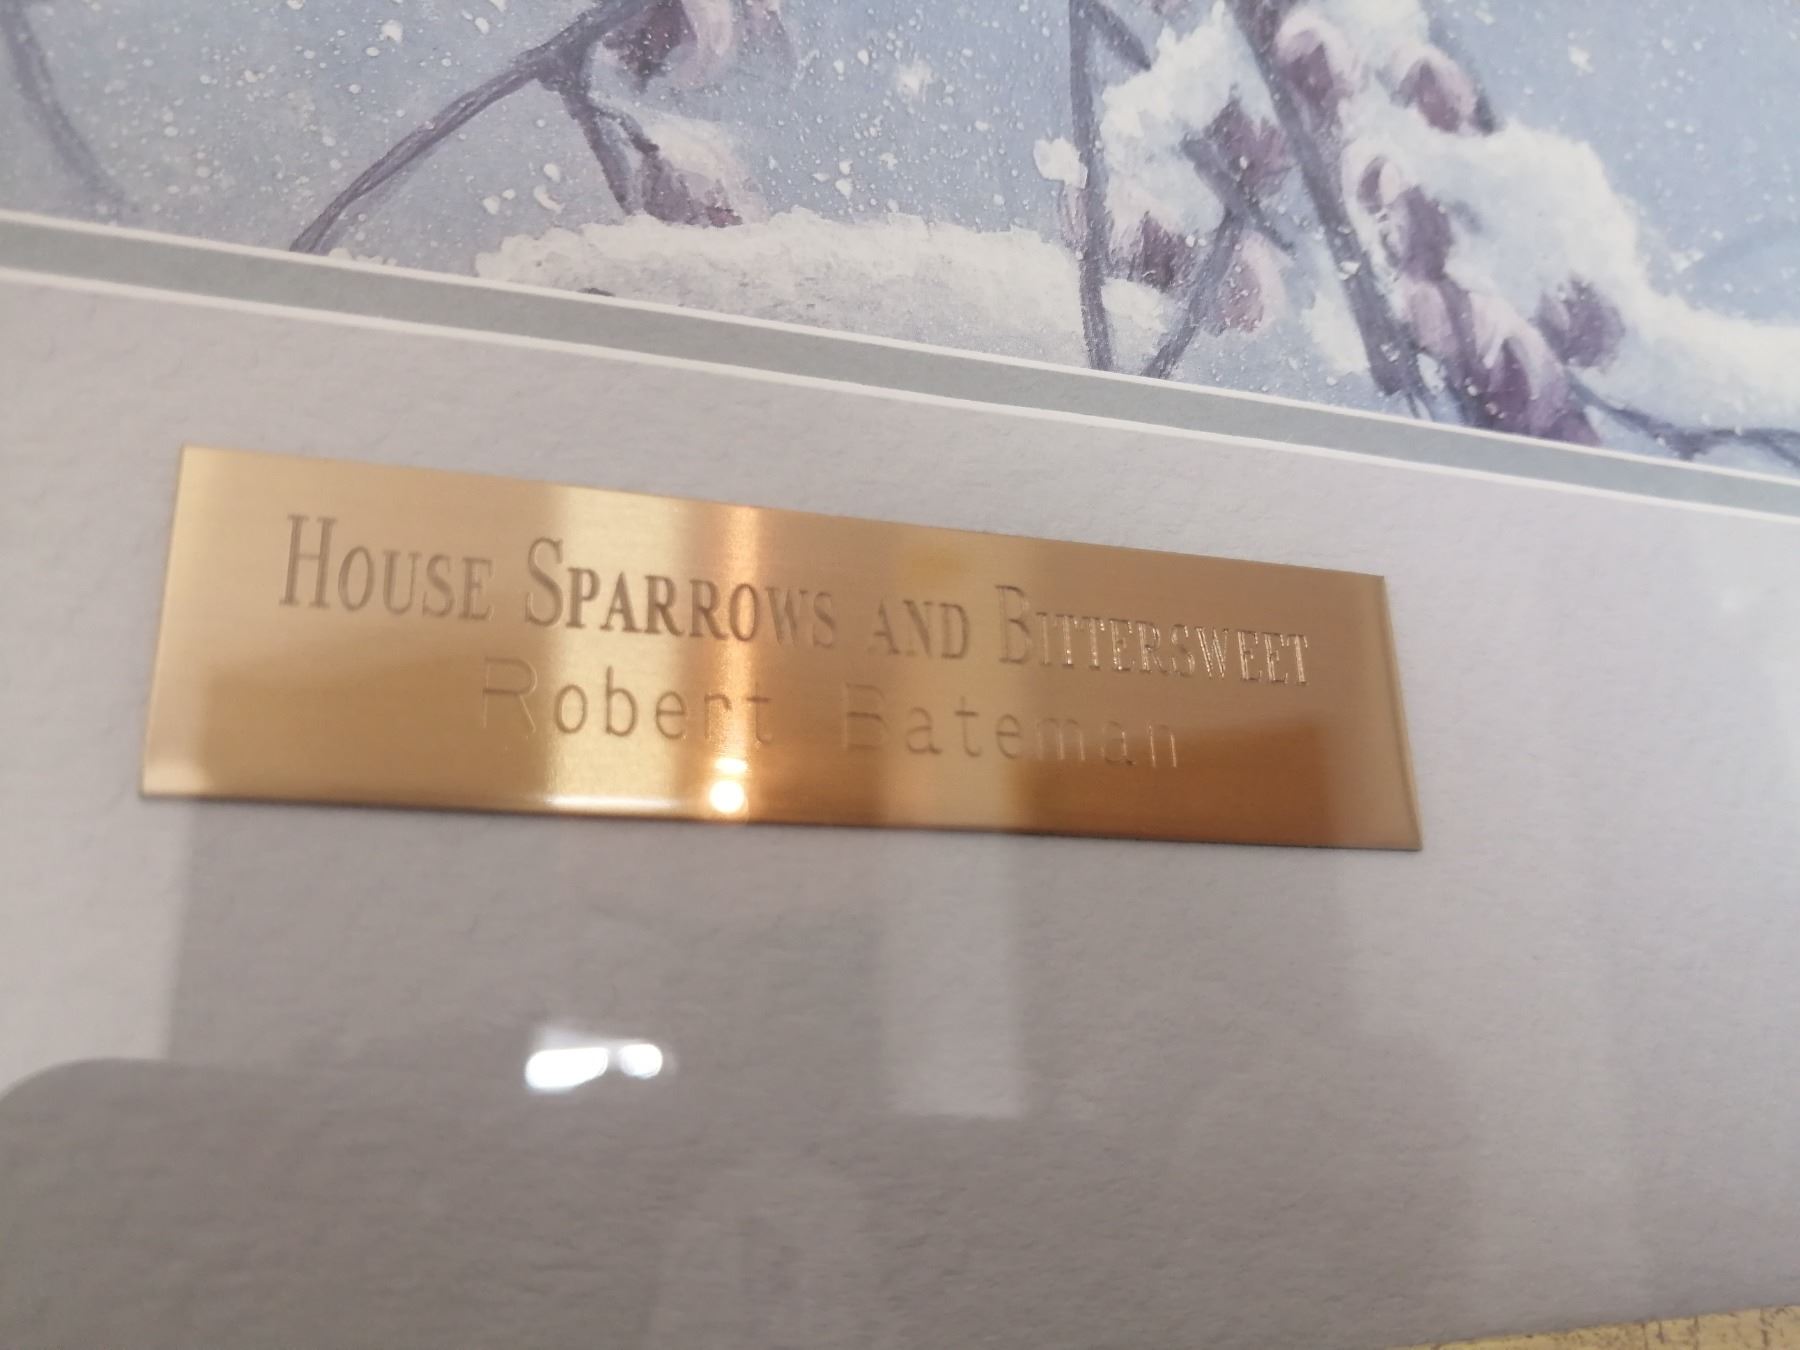 HOUSE SPARROWS AND BITTERSWEET
Robert Bateman